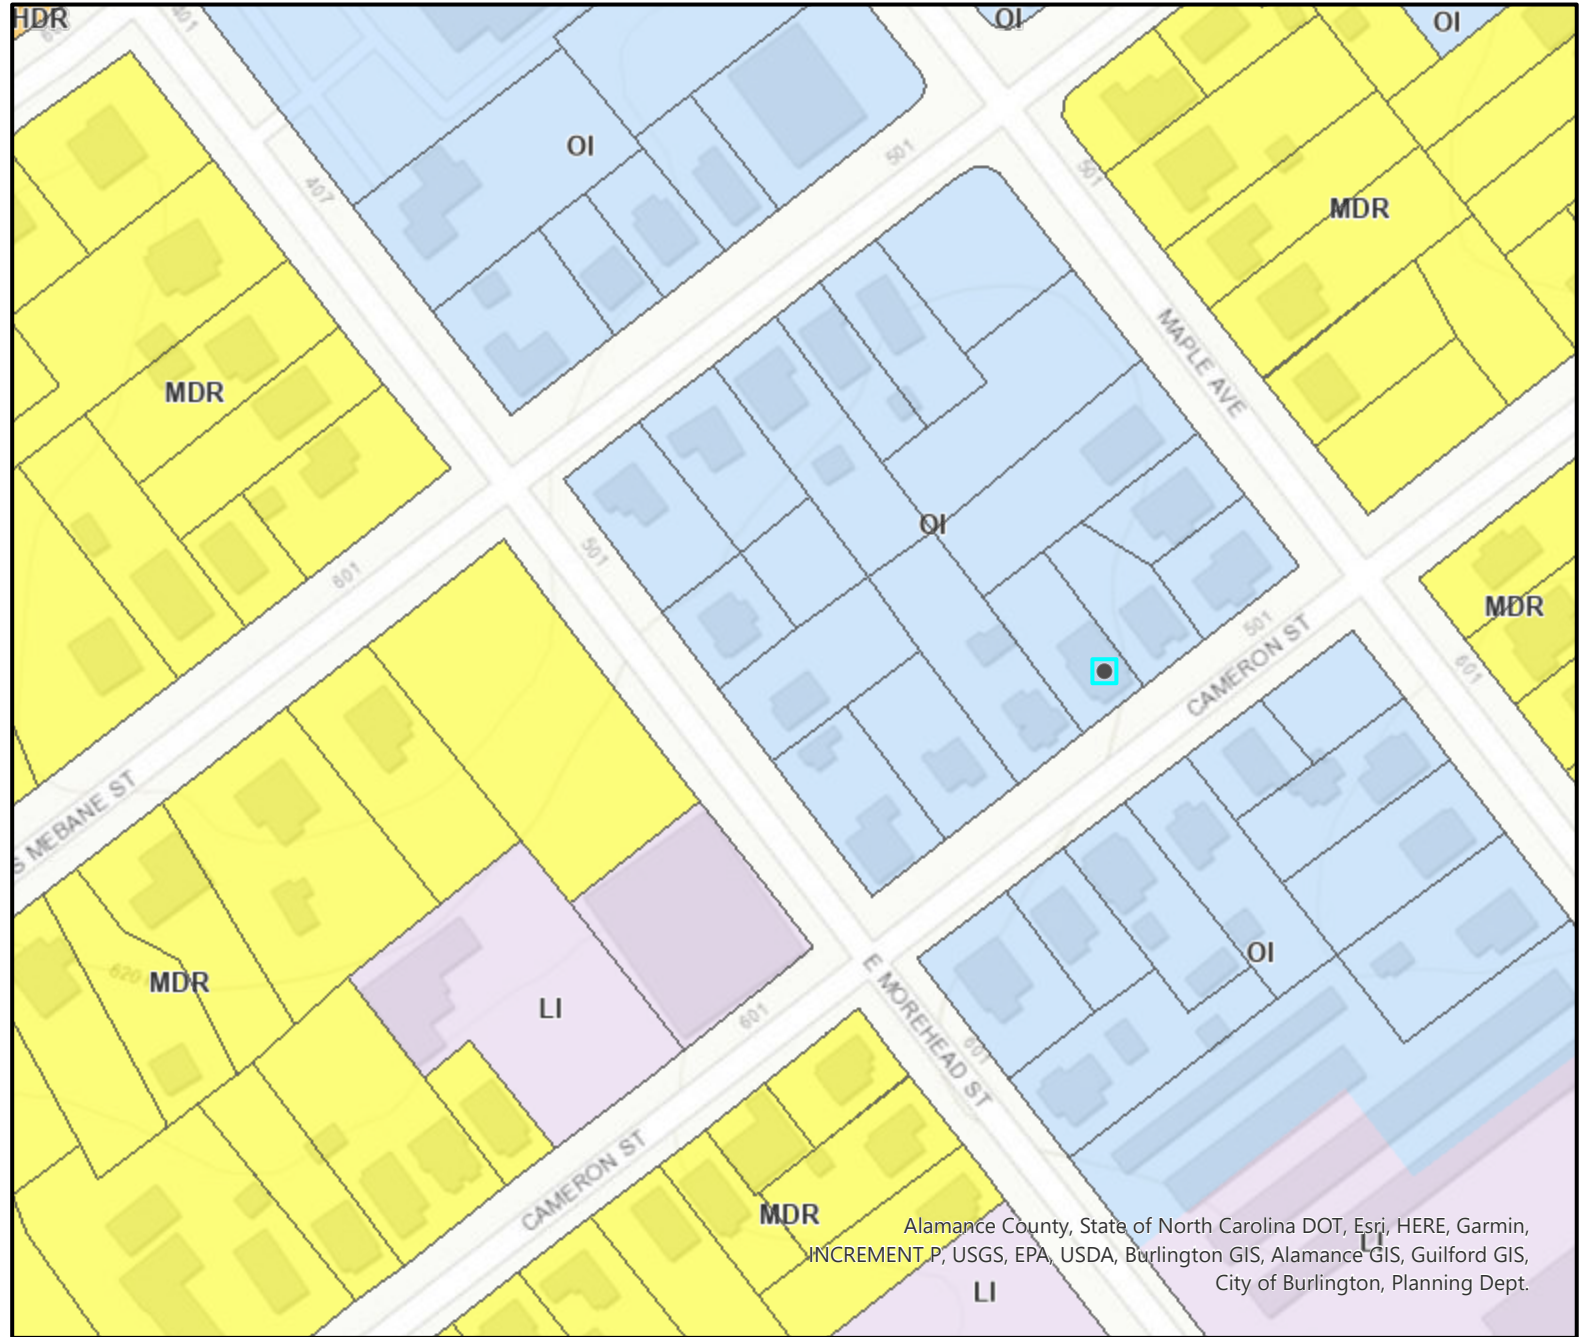 HDR
401
OI
OI
OI
501
407
501
MDR
MAPLE AVE
MDR
OI
501
601
MDR
501
CAMERON ST
601
S MEBANE ST
OI
620
MDR
LI
601
E MOREHEAD ST
601
CAMERON ST
MDR
Alamance County, State of North Carolina DOT, Esri, HERE, Garmin,
INCREMENT P, USGS, EPA, USDA, Burlington GIS, Alamance GIS, Guilford GIS,
LI
City of Burlington, Planning Dept.
LI